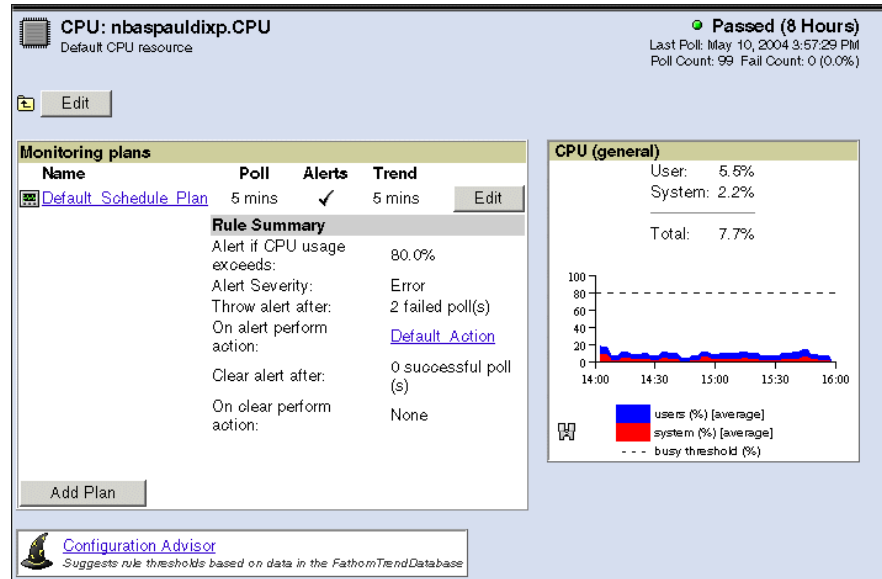 CPU: nbaspauldixp.CPU
Default CPU resource
Passed (8 Hours)
Last Poll: May 10, 2004 3:57:29 PM
Poll Count: 99 Fail Count: 0 (0.0%)
Edit
Monitoring plans
Name Poll Alerts Trend
Default_Schedule_Plan 5 mins ✓ 5 mins Edit
Rule Summary
Alert if CPU usage
exceeds: 80.0%
Alert Severity: Error
Throw alert after: 2 failed poll(s)
On alert perform
action: Default_Action
Clear alert after: 0 successful poll
(s)
On clear perform
action: None
Add Plan
CPU (general)
User: 5.5%
System: 2.2%
Total: 7.7%
100
80
60
40
20
0
14:00 14:30 15:00 15:30 16:00
users (%) [average]
system (%) [average]
busy threshold (%)
Configuration Advisor
Suggests rule thresholds based on data in the FathomTrendDatabase